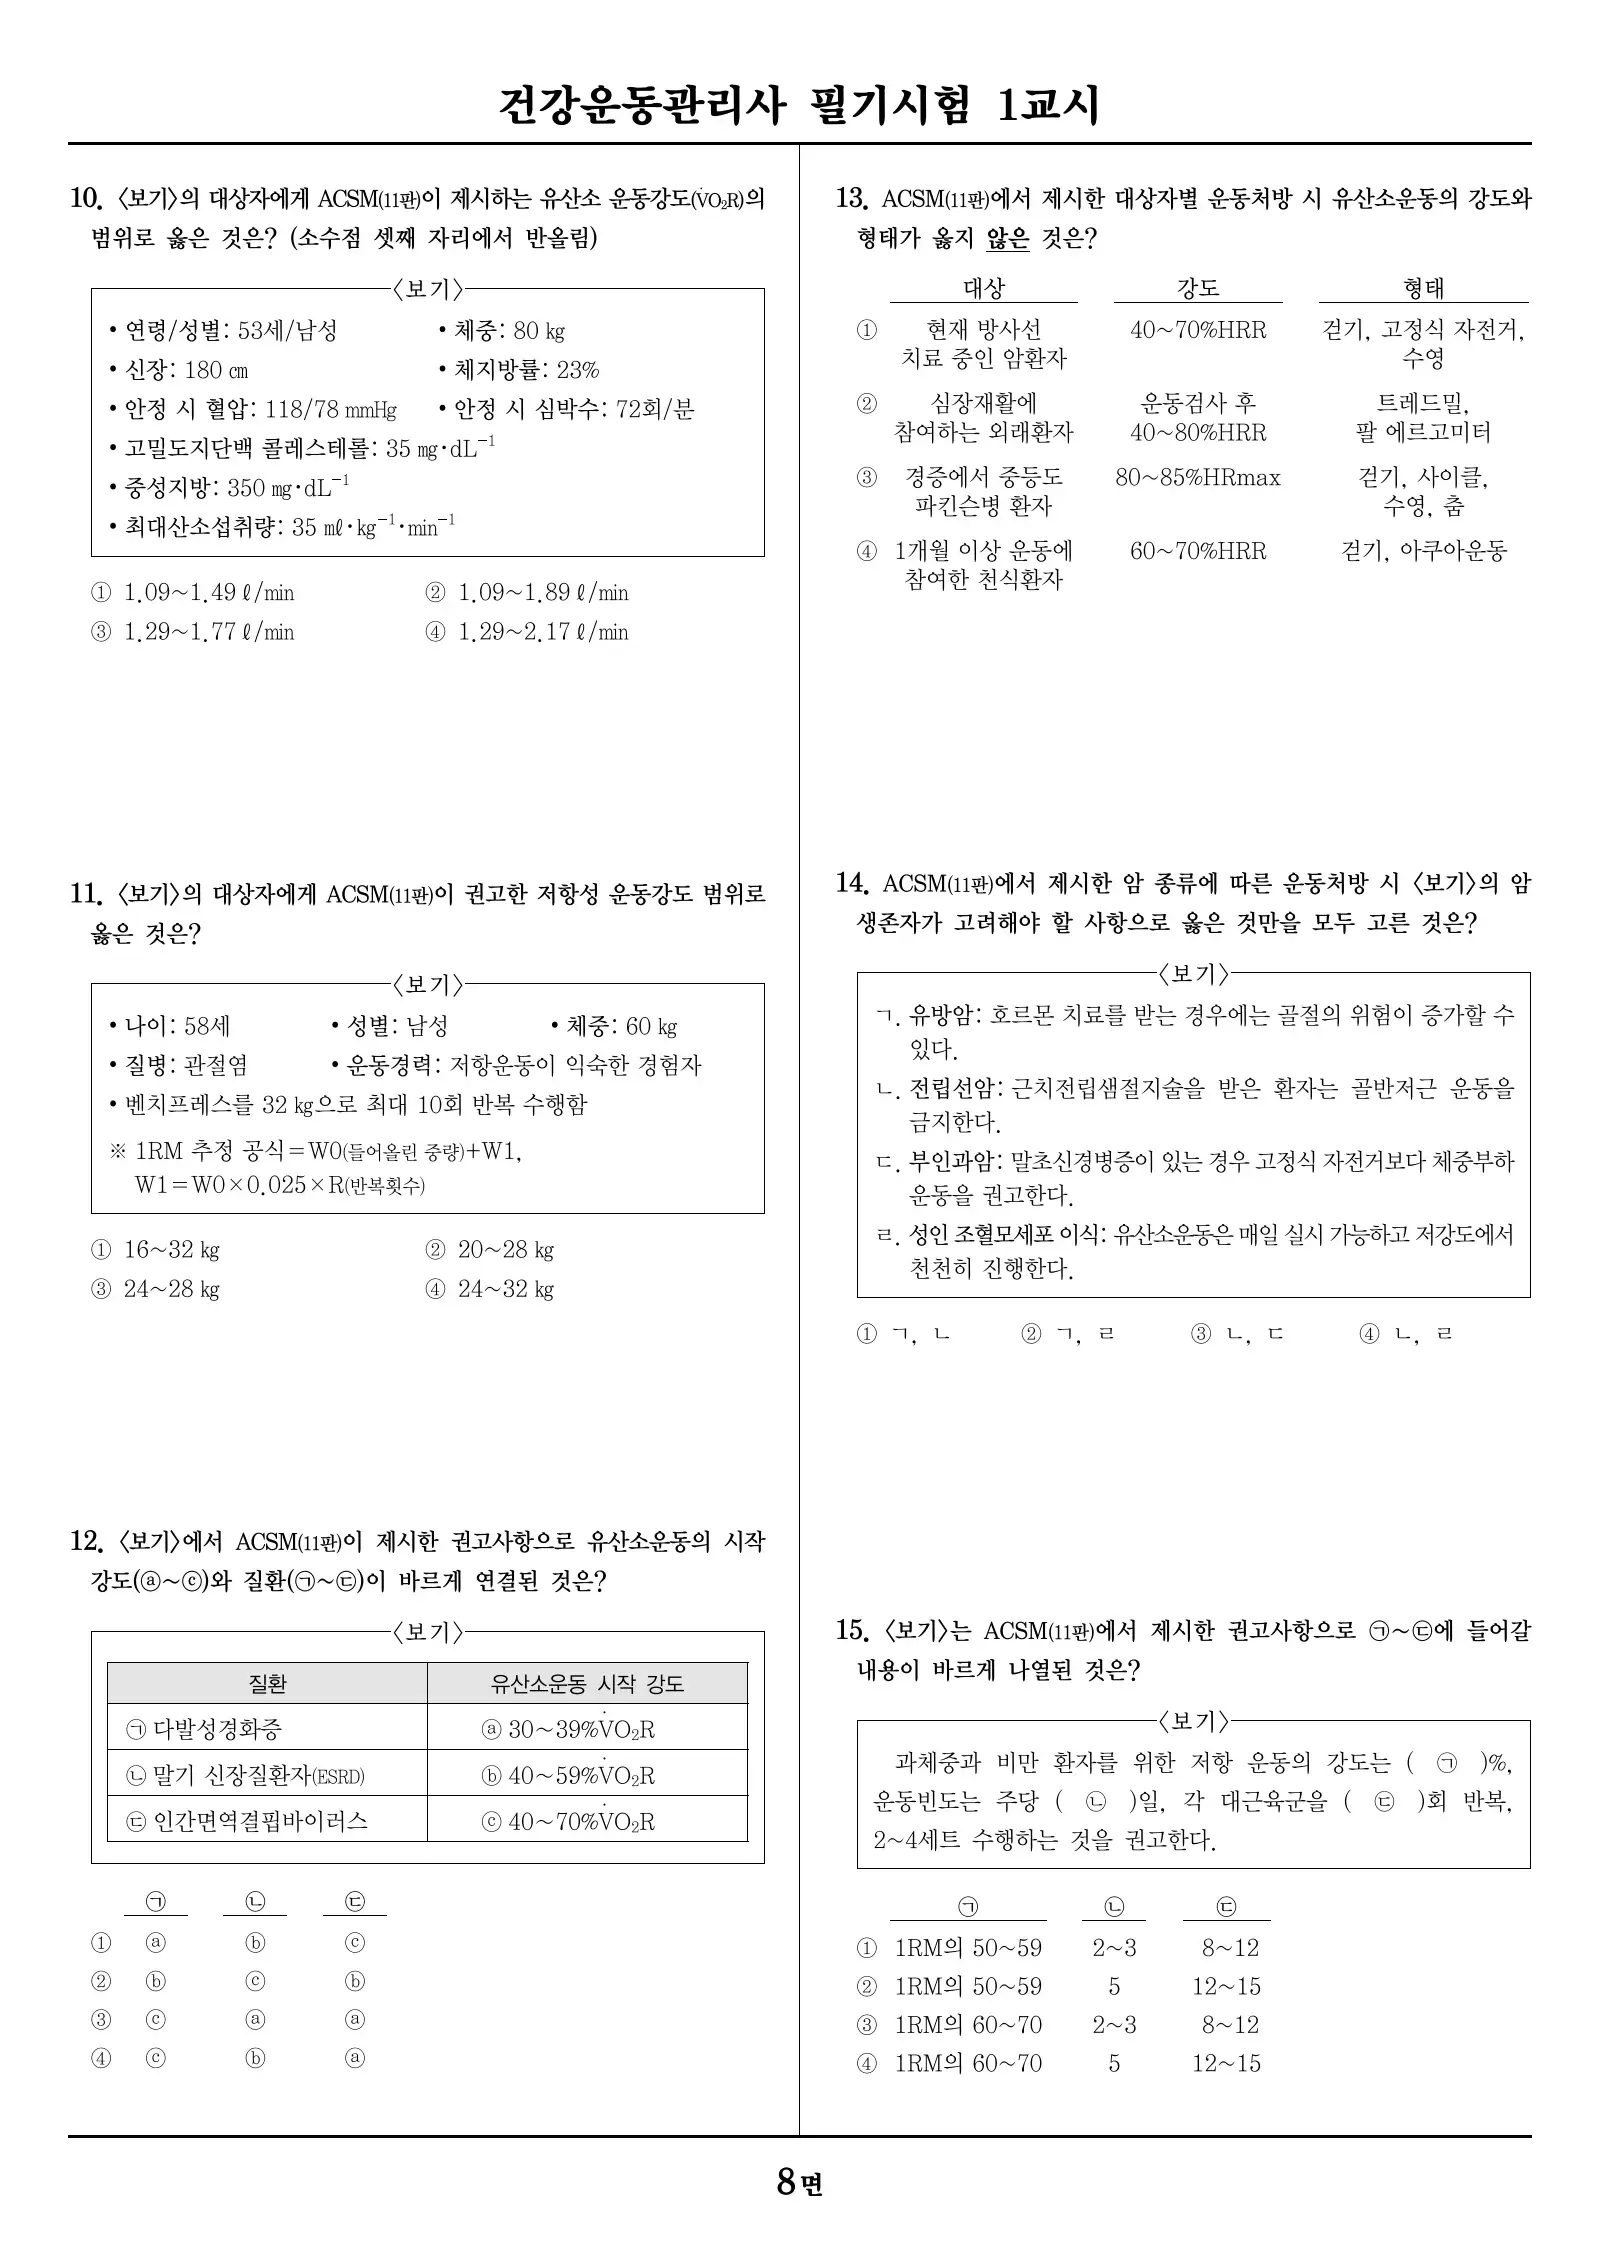 건강운동관리사 필기시험 1교시
10. 〈보기〉의 대상자에게 ACSM(11판)이 제시하는 유산소 운동강도(V̇O₂R)의
범위로 옳은 것은? (소수점 셋째 자리에서 반올림)
〈보기〉
• 연령/성별: 53세/남성 • 체중: 80 ㎏
• 신장: 180 ㎝ • 체지방률: 23%
• 안정 시 혈압: 118/78 mmHg • 안정 시 심박수: 72회/분
• 고밀도지단백 콜레스테롤: 35 ㎎·dL⁻¹
• 중성지방: 350 ㎎·dL⁻¹
• 최대산소섭취량: 35 ㎖·㎏⁻¹·min⁻¹
① 1.09~1.49 ℓ/min ② 1.09~1.89 ℓ/min
③ 1.29~1.77 ℓ/min ④ 1.29~2.17 ℓ/min
11. 〈보기〉의 대상자에게 ACSM(11판)이 권고한 저항성 운동강도 범위로
옳은 것은?
〈보기〉
• 나이: 58세 • 성별: 남성 • 체중: 60 ㎏
• 질병: 관절염 • 운동경력: 저항운동이 익숙한 경험자
• 벤치프레스를 32 ㎏으로 최대 10회 반복 수행함
※ 1RM 추정 공식=W0(들어올린 중량)+W1,
W1=W0×0.025×R(반복횟수)
① 16~32 ㎏ ② 20~28 ㎏
③ 24~28 ㎏ ④ 24~32 ㎏
12. 〈보기〉에서 ACSM(11판)이 제시한 권고사항으로 유산소운동의 시작
강도(ⓐ~ⓒ)와 질환(㉠~㉢)이 바르게 연결된 것은?
〈보기〉
질환 유산소운동 시작 강도
㉠ 다발성경화증 ⓐ 30~39%V̇O₂R
㉡ 말기 신장질환자(ESRD) ⓑ 40~59%V̇O₂R
㉢ 인간면역결핍바이러스 ⓒ 40~70%V̇O₂R
㉠ ㉡ ㉢
① ⓐ ⓑ ⓒ
② ⓑ ⓒ ⓑ
③ ⓒ ⓐ ⓐ
④ ⓒ ⓑ ⓐ
13. ACSM(11판)에서 제시한 대상자별 운동처방 시 유산소운동의 강도와
형태가 옳지 않은 것은?
대상 강도 형태
① 현재 방사선 40~70%HRR 걷기, 고정식 자전거,
치료 중인 암환자 수영
② 심장재활에 운동검사 후 트레드밀,
참여하는 외래환자 40~80%HRR 팔 에르고미터
③ 경증에서 중등도 80~85%HRmax 걷기, 사이클,
파킨슨병 환자 수영, 춤
④ 1개월 이상 운동에 60~70%HRR 걷기, 아쿠아운동
참여한 천식환자
14. ACSM(11판)에서 제시한 암 종류에 따른 운동처방 시 〈보기〉의 암
생존자가 고려해야 할 사항으로 옳은 것만을 모두 고른 것은?
〈보기〉
ㄱ. 유방암: 호르몬 치료를 받는 경우에는 골절의 위험이 증가할 수
있다.
ㄴ. 전립선암: 근치전립샘절지술을 받은 환자는 골반저근 운동을
금지한다.
ㄷ. 부인과암: 말초신경병증이 있는 경우 고정식 자전거보다 체중부하
운동을 권고한다.
ㄹ. 성인 조혈모세포 이식: 유산소운동은 매일 실시 가능하고 저강도에서
천천히 진행한다.
① ㄱ, ㄴ ② ㄱ, ㄹ ③ ㄴ, ㄷ ④ ㄴ, ㄹ
15. 〈보기〉는 ACSM(11판)에서 제시한 권고사항으로 ㉠~㉢에 들어갈
내용이 바르게 나열된 것은?
〈보기〉
과체중과 비만 환자를 위한 저항 운동의 강도는 ( ㉠ )%,
운동빈도는 주당 ( ㉡ )일, 각 대근육군을 ( ㉢ )회 반복,
2~4세트 수행하는 것을 권고한다.
㉠ ㉡ ㉢
① 1RM의 50~59 2~3 8~12
② 1RM의 50~59 5 12~15
③ 1RM의 60~70 2~3 8~12
④ 1RM의 60~70 5 12~15
8면